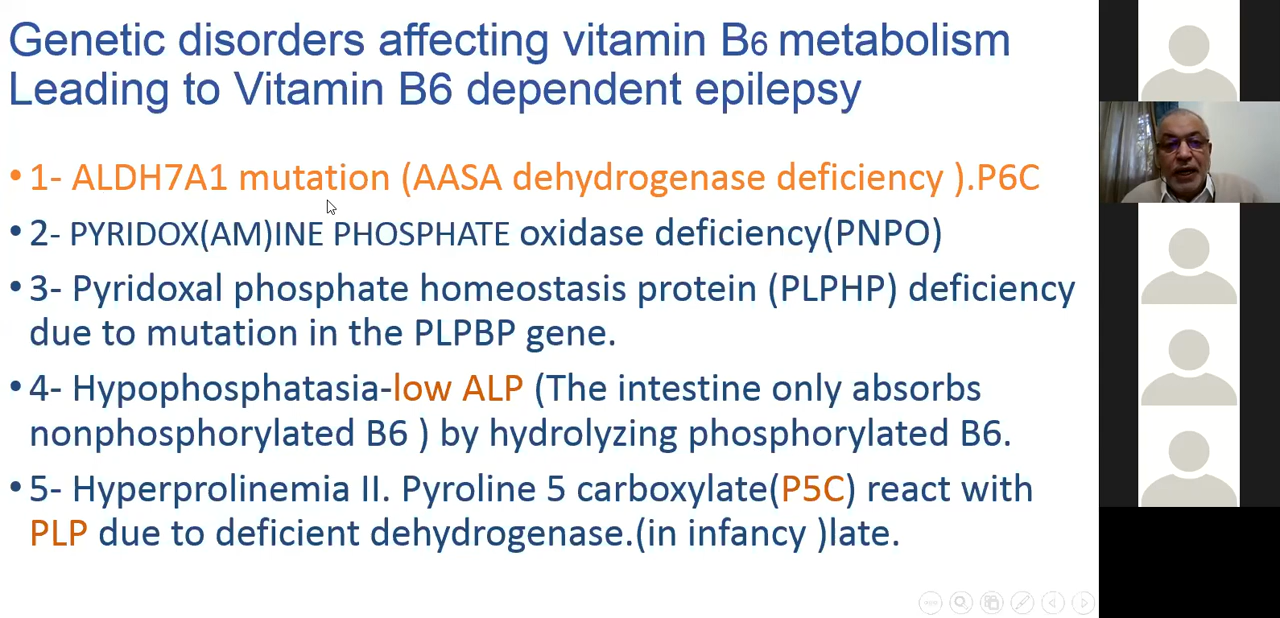 Genetic disorders affecting vitamin B6 metabolism
Leading to Vitamin B6 dependent epilepsy
• 1- ALDH7A1 mutation (AASA dehydrogenase deficiency ).P6C
• 2- PYRIDOX(AM)INE PHOSPHATE oxidase deficiency(PNPO)
• 3- Pyridoxal phosphate homeostasis protein (PLPHP) deficiency
due to mutation in the PLPBP gene.
• 4- Hypophosphatasia-low ALP (The intestine only absorbs
nonphosphorylated B6 ) by hydrolyzing phosphorylated B6.
• 5- Hyperprolinemia II. Pyroline 5 carboxylate(P5C) react with
PLP due to deficient dehydrogenase.(in infancy )late.